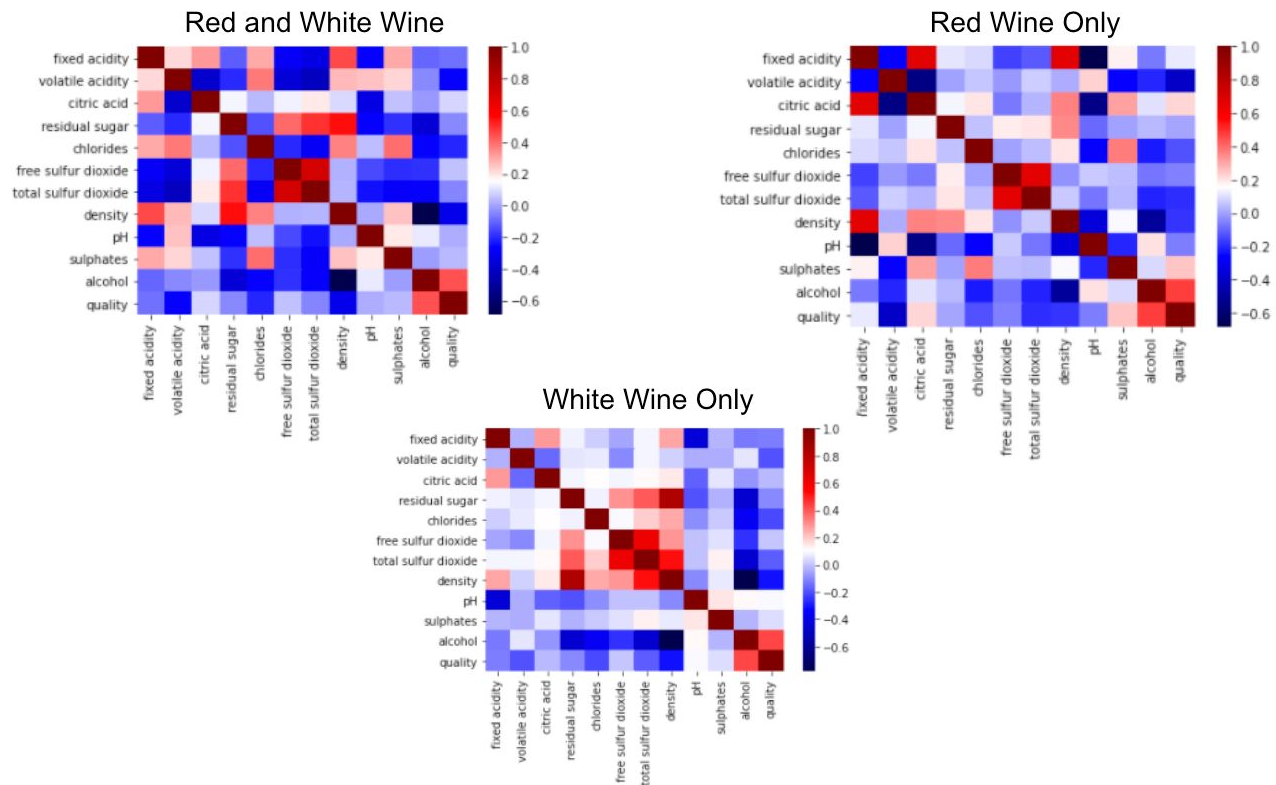 Red and White Wine
fixed acidity
volatile acidity
citric acid
residual sugar
chlorides
free sulfur dioxide
total sulfur dioxide
density
pH
sulphates
alcohol
quality
1.0
0.8
0.6
0.4
0.2
0.0
−0.2
−0.4
−0.6
fixed acidity
volatile acidity
citric acid
residual sugar
chlorides
free sulfur dioxide
total sulfur dioxide
density
pH
sulphates
alcohol
quality
Red Wine Only
fixed acidity
volatile acidity
citric acid
residual sugar
chlorides
free sulfur dioxide
total sulfur dioxide
density
pH
sulphates
alcohol
quality
1.0
0.8
0.6
0.4
0.2
0.0
−0.2
−0.4
−0.6
fixed acidity
volatile acidity
citric acid
residual sugar
chlorides
free sulfur dioxide
total sulfur dioxide
density
pH
sulphates
alcohol
quality
White Wine Only
fixed acidity
volatile acidity
citric acid
residual sugar
chlorides
free sulfur dioxide
total sulfur dioxide
density
pH
sulphates
alcohol
quality
1.0
0.8
0.6
0.4
0.2
0.0
−0.2
−0.4
−0.6
fixed acidity
volatile acidity
citric acid
residual sugar
chlorides
free sulfur dioxide
total sulfur dioxide
density
pH
sulphates
alcohol
quality